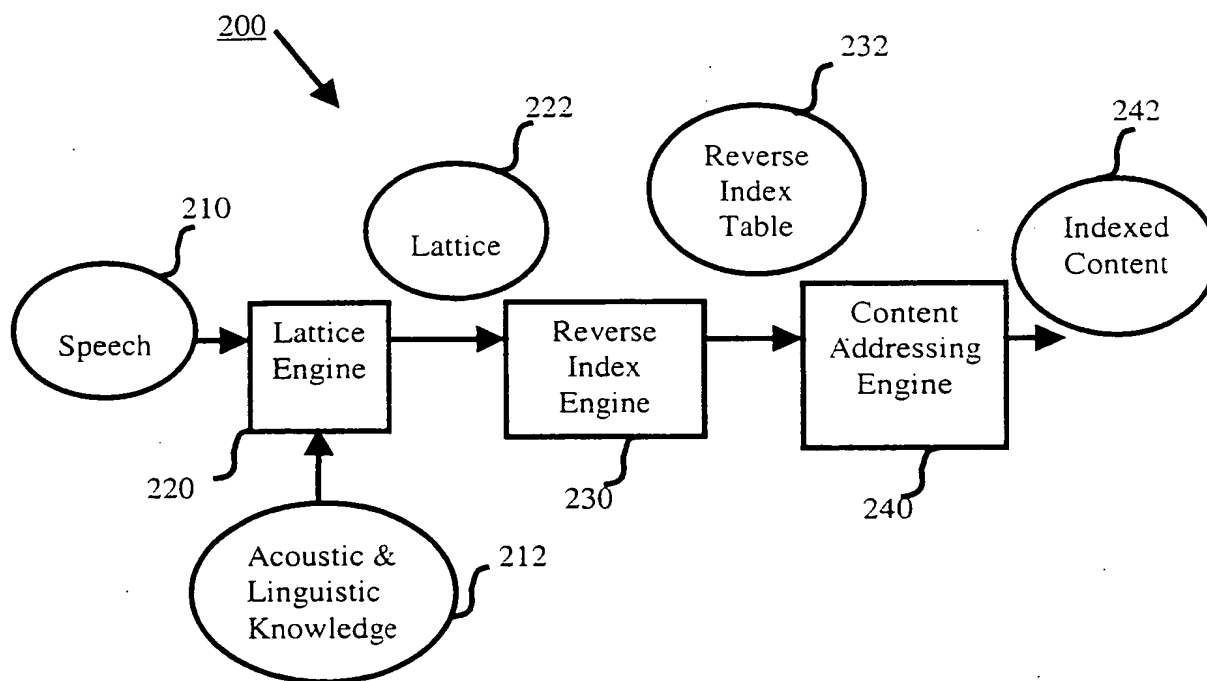 200
232
222
242
210
Reverse
Index
Table
Lattice
Indexed
Content
Speech
Lattice
Engine
Reverse
Index
Engine
Content
Addressing
Engine
220
230
240
Acoustic &
Linguistic
Knowledge
212